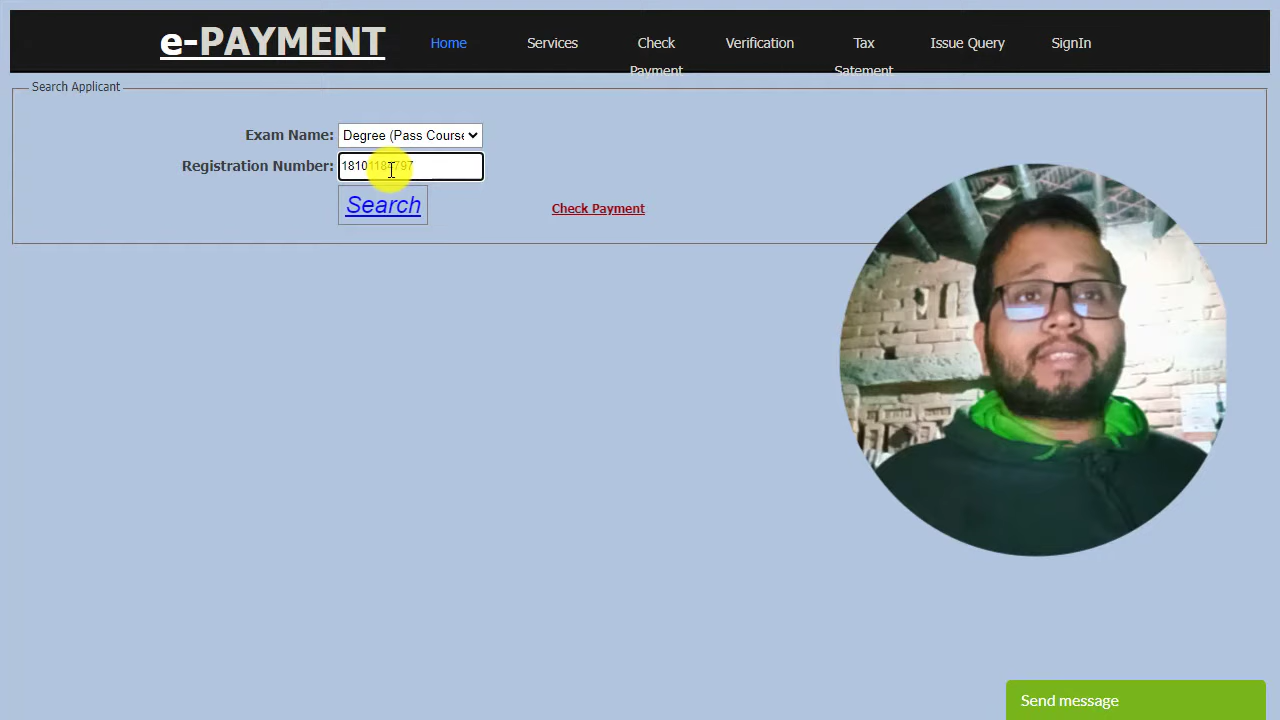 e-PAYMENT
Home
Services
Check Payment
Verification
Tax Satement
Issue Query
SignIn
Search Applicant
Exam Name:
Degree (Pass Course
Registration Number:
Search
Check Payment
Send message